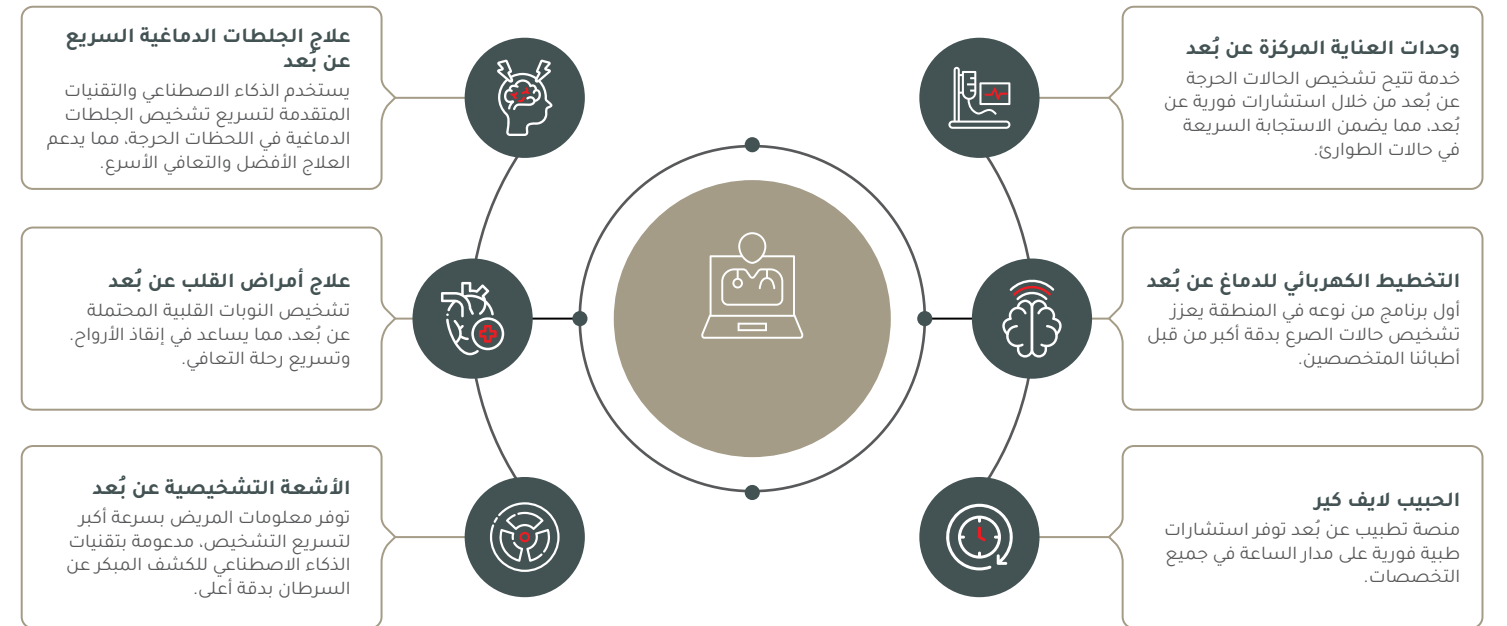 وحدات العناية المركزة عن بُعد
خدمة تتيح تشخيص الحالات الحرجة
عن بُعد من خلال استشارات فورية عن
بُعد، مما يضمن الاستجابة السريعة
في حالات الطوارئ.
التخطيط الكهربائي للدماغ عن بُعد
أول برنامج من نوعه في المنطقة يعزز
تشخيص حالات الصرع بدقة أكبر من قبل
أطبائنا المتخصصين.
الحبيب لايف كير
منصة تطبيب عن بُعد توفر استشارات
طبية فورية على مدار الساعة في جميع
التخصصات.
علاج الجلطات الدماغية السريع
عن بُعد
يستخدم الذكاء الاصطناعي والتقنيات
المتقدمة لتسريع تشخيص الجلطات
الدماغية في اللحظات الحرجة، مما يدعم
العلاج الأفضل والتعافي الأسرع.
علاج أمراض القلب عن بُعد
تشخيص النوبات القلبية المحتملة
عن بُعد، مما يساعد في إنقاذ الأرواح.
وتسريع رحلة التعافي.
الأشعة التشخيصية عن بُعد
توفر معلومات المريض بسرعة أكبر
لتسريع التشخيص، مدعومة بتقنيات
الذكاء الاصطناعي للكشف المبكر عن
السرطان بدقة أعلى.